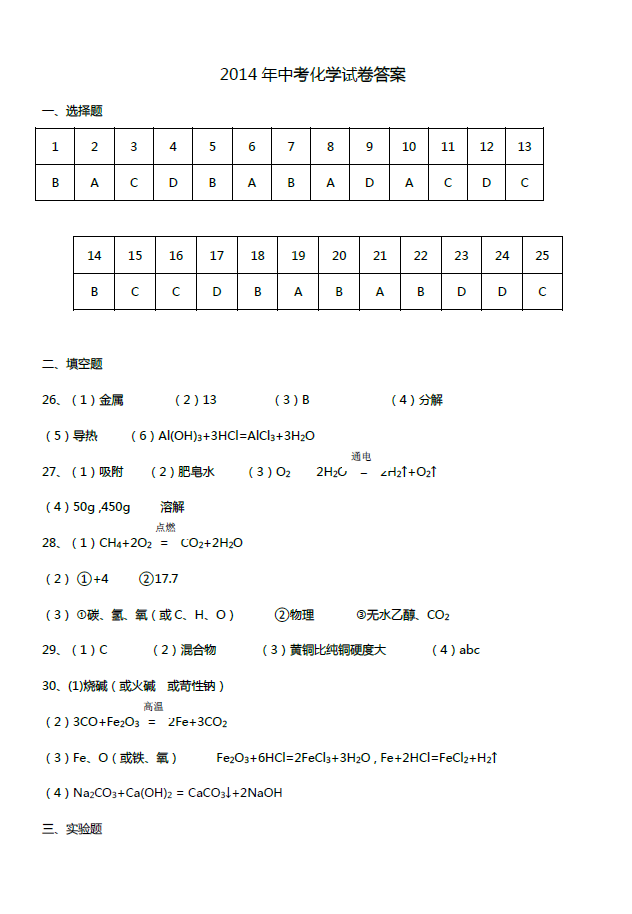 2014 年中考化学试卷答案
一、选择题
1 2 3 4 5 6 7 8 9 10 11 12 13
B A C D B A B A D A C D C
14 15 16 17 18 19 20 21 22 23 24 25
B C C D B A B A B D D C
二、填空题
26、（1）金属 （2）13 （3）B （4）分解
（5）导热 （6）Al(OH)₃+3HCl=AlCl₃+3H₂O
27、（1）吸附 （2）肥皂水 （3）O₂ 2H₂O 通电= 2H₂↑+O₂↑
（4）50g ,450g 溶解
28、（1）CH₄+2O₂ 点燃= CO₂+2H₂O
（2）①+4 ②17.7
（3）①碳、氢、氧（或 C、H、O） ②物理 ③无水乙醇、CO₂
29、（1）C （2）混合物 （3）黄铜比纯铜硬度大 （4）abc
30、(1)烧碱（或火碱 或苛性钠）
（2）3CO+Fe₂O₃ 高温= 2Fe+3CO₂
（3）Fe、O（或铁、氧） Fe₂O₃+6HCl=2FeCl₃+3H₂O , Fe+2HCl=FeCl₂+H₂↑
（4）Na₂CO₃+Ca(OH)₂ = CaCO₃↓+2NaOH
三、实验题